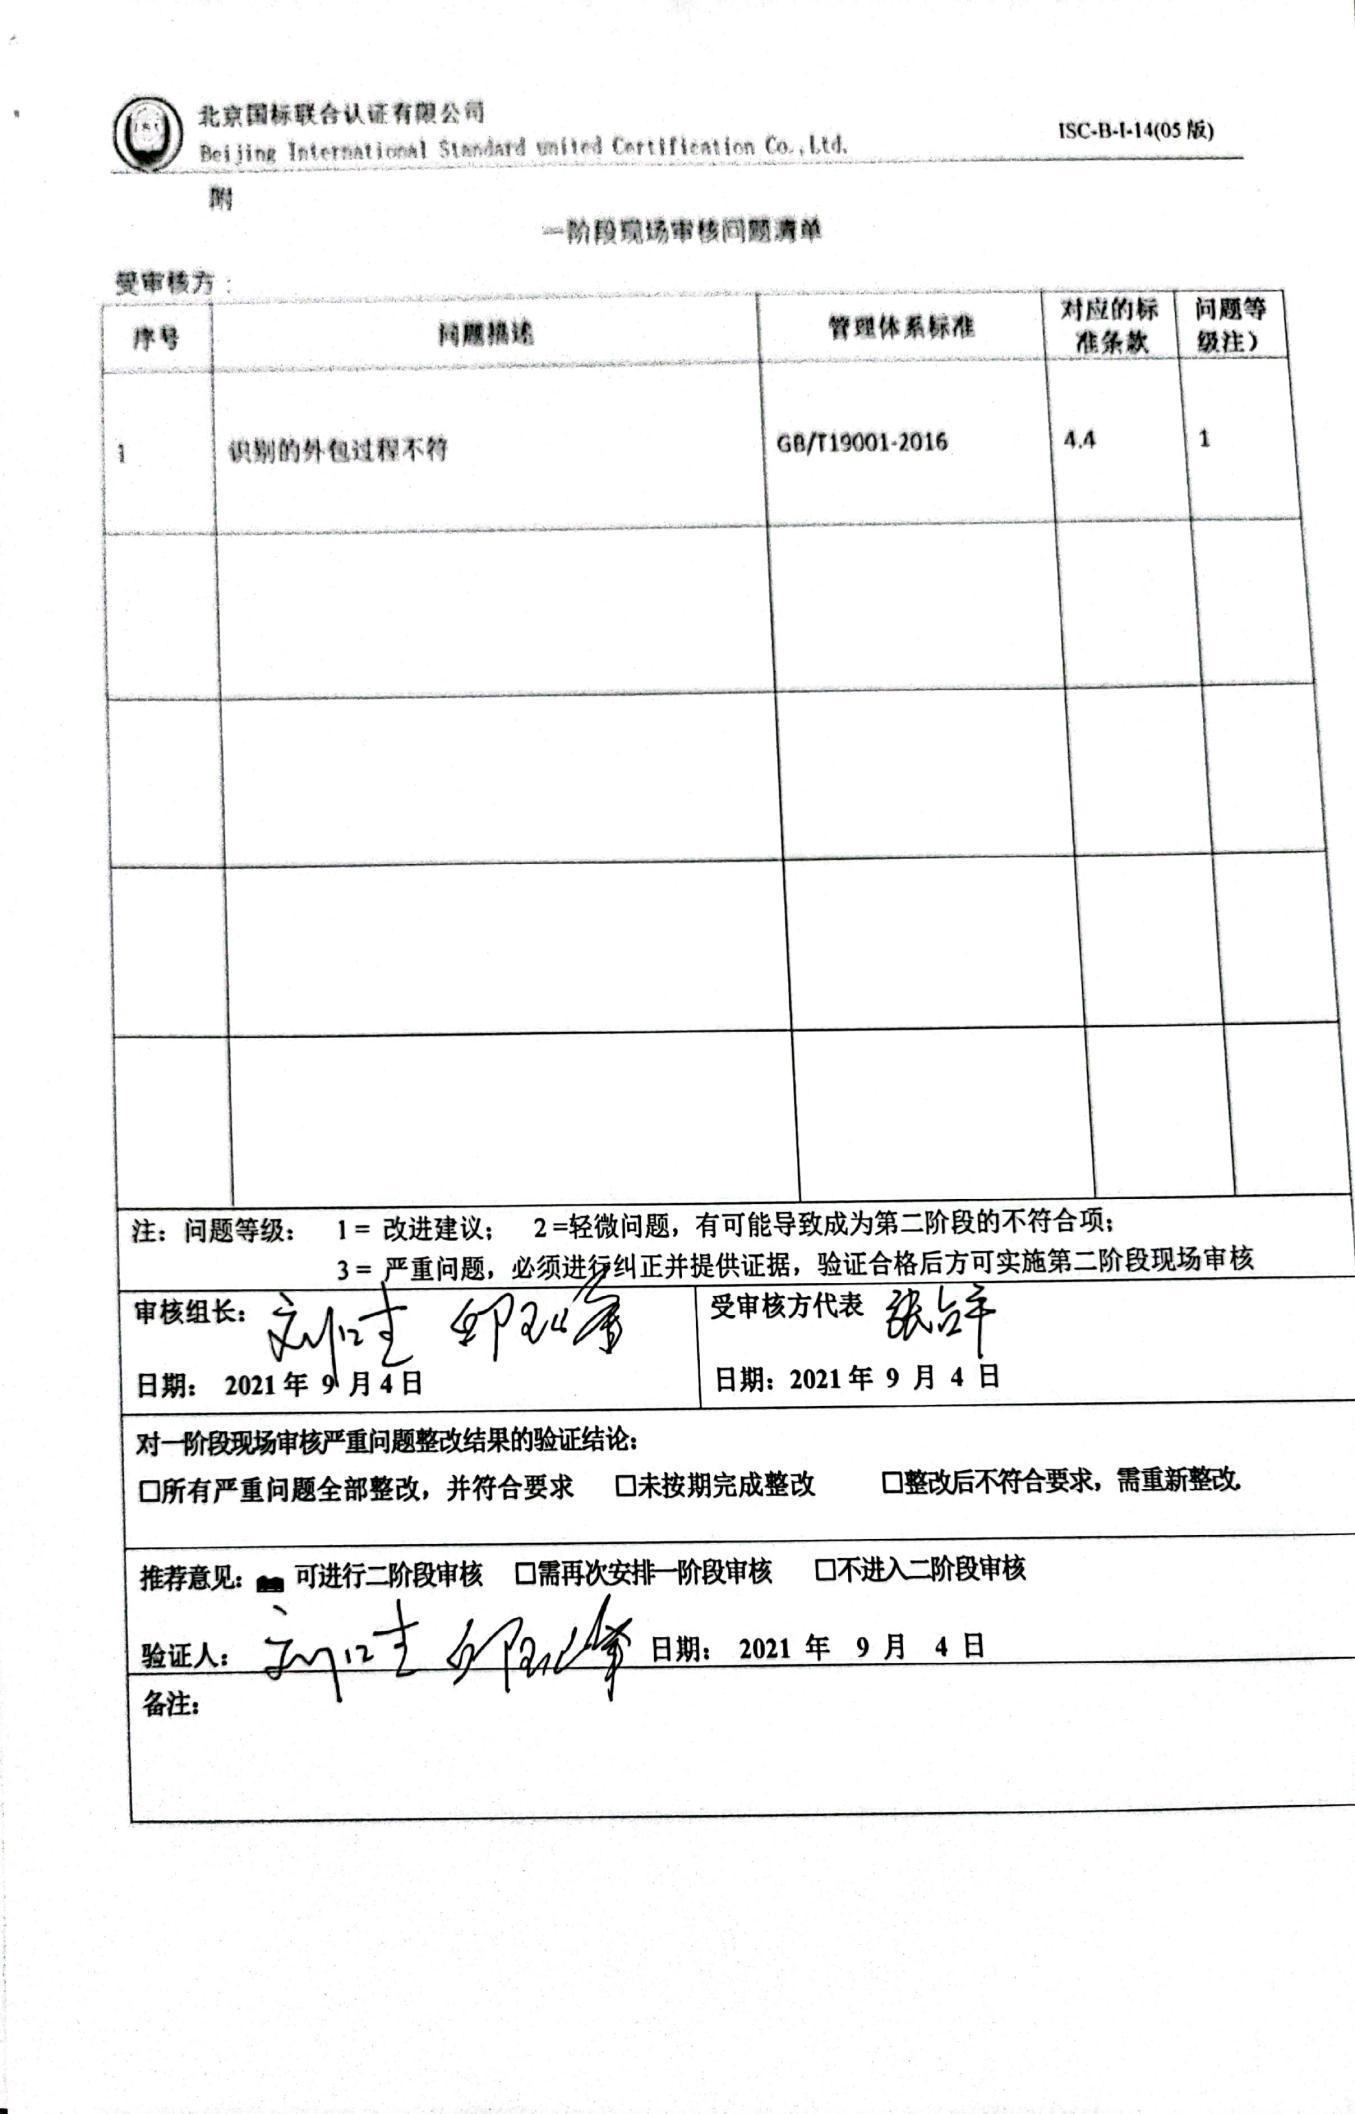 北京国标联合认证有限公司
Beijing International Standard united Certification Co.,Ltd.
ISC-B-I-14(05 版)
附
一阶段现场审核问题清单
受审核方：
序号 问题描述 管理体系标准 对应的标准条款 问题等级注）
1 识别的外包过程不符 GB/T19001-2016 4.4 1
注：问题等级： 1 = 改进建议； 2 =轻微问题，有可能导致成为第二阶段的不符合项；
3 = 严重问题，必须进行纠正并提供证据，验证合格后方可实施第二阶段现场审核
审核组长：
受审核方代表 张占平
日期： 2021 年 9 月 4 日
日期：2021 年 9 月 4 日
对一阶段现场审核严重问题整改结果的验证结论：
□所有严重问题全部整改，并符合要求 □未按期完成整改 □整改后不符合要求，需重新整改.
推荐意见： 可进行二阶段审核 □需再次安排一阶段审核 □不进入二阶段审核
验证人： 日期： 2021 年 9 月 4 日
备注：